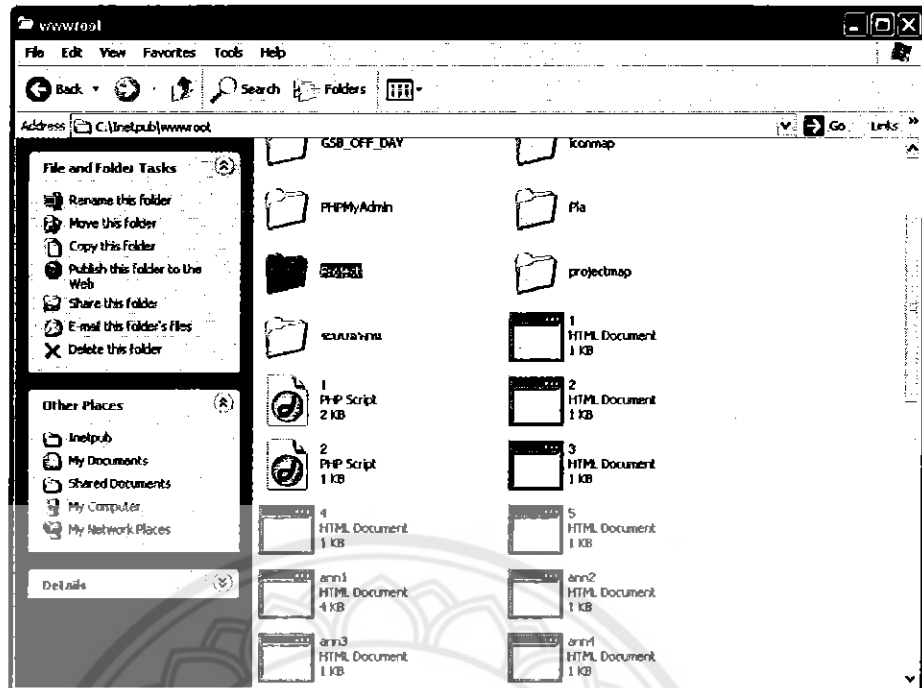 wwwroot
File Edit View Favorites Tools Help
Back Search Folders
Address C:\Inetpub\wwwroot Go Links »
File and Folder Tasks
Rename this folder
Move this folder
Copy this folder
Publish this folder to the
Web
Share this folder
E-mail this folder's files
Delete this folder
Other Places
Inetpub
My Documents
Shared Documents
My Computer
My Network Places
Details
GSB_OFF_DAY
iconmap
PHPMyAdmin
Pla
Project
projectmap
1
HTML Document
1 KB
1
PHP Script
2 KB
2
HTML Document
1 KB
2
PHP Script
1 KB
3
HTML Document
1 KB
4
HTML Document
1 KB
5
HTML Document
1 KB
ann1
HTML Document
4 KB
ann2
HTML Document
1 KB
ann3
HTML Document
1 KB
ann4
HTML Document
1 KB